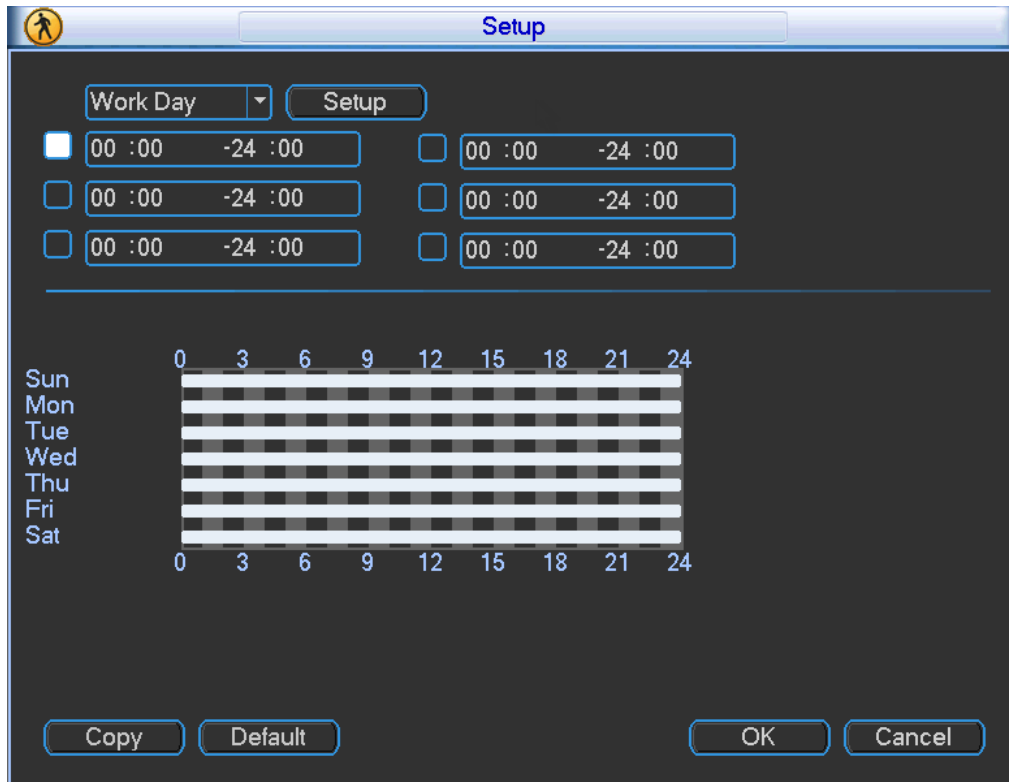 Setup
Work Day Setup
00 :00 -24 :00 00 :00 -24 :00
00 :00 -24 :00 00 :00 -24 :00
00 :00 -24 :00 00 :00 -24 :00
0 3 6 9 12 15 18 21 24
Sun
Mon
Tue
Wed
Thu
Fri
Sat
0 3 6 9 12 15 18 21 24
Copy Default OK Cancel